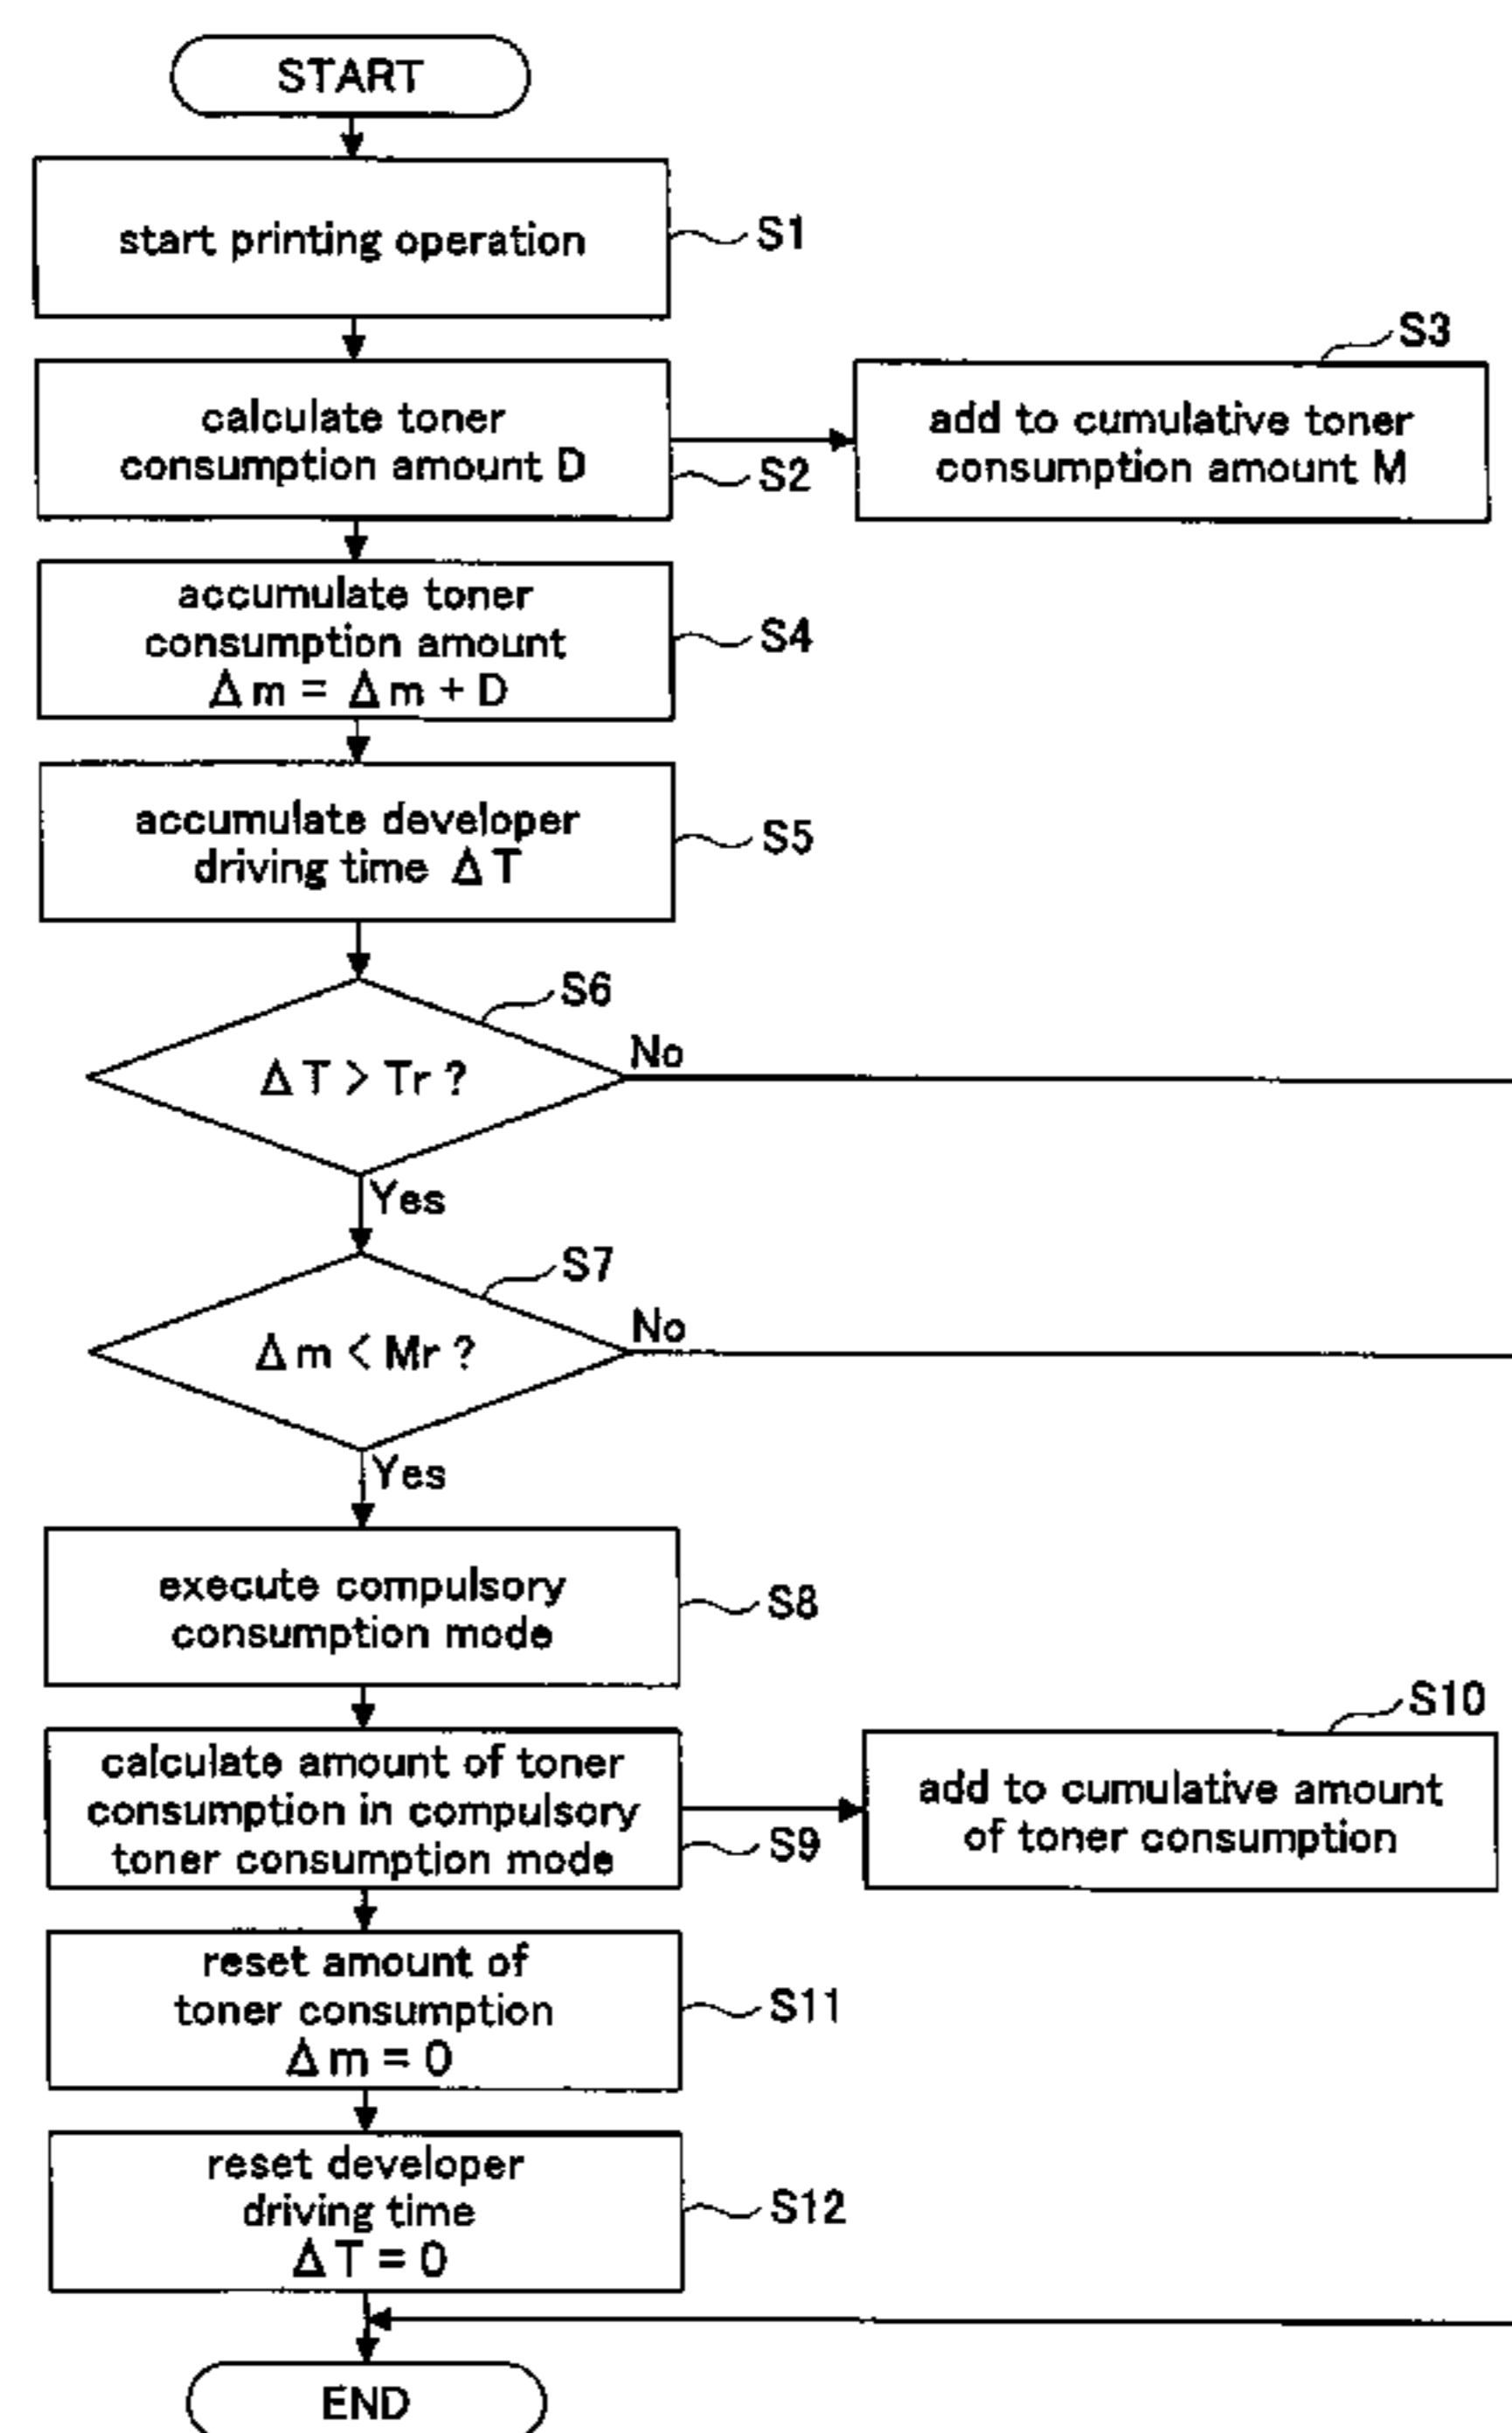 START
start printing operation
S1
calculate toner
consumption amount D
S2
S3
add to cumulative toner
consumption amount M
accumulate toner
consumption amount
Δm = Δm + D
S4
accumulate developer
driving time ΔT
S5
S6
ΔT > Tr ?
No
Yes
S7
Δm < Mr ?
No
Yes
execute compulsory
consumption mode
S8
calculate amount of toner
consumption in compulsory
toner consumption mode
S9
S10
add to cumulative amount
of toner consumption
reset amount of
toner consumption
Δm = 0
S11
reset developer
driving time
ΔT = 0
S12
END